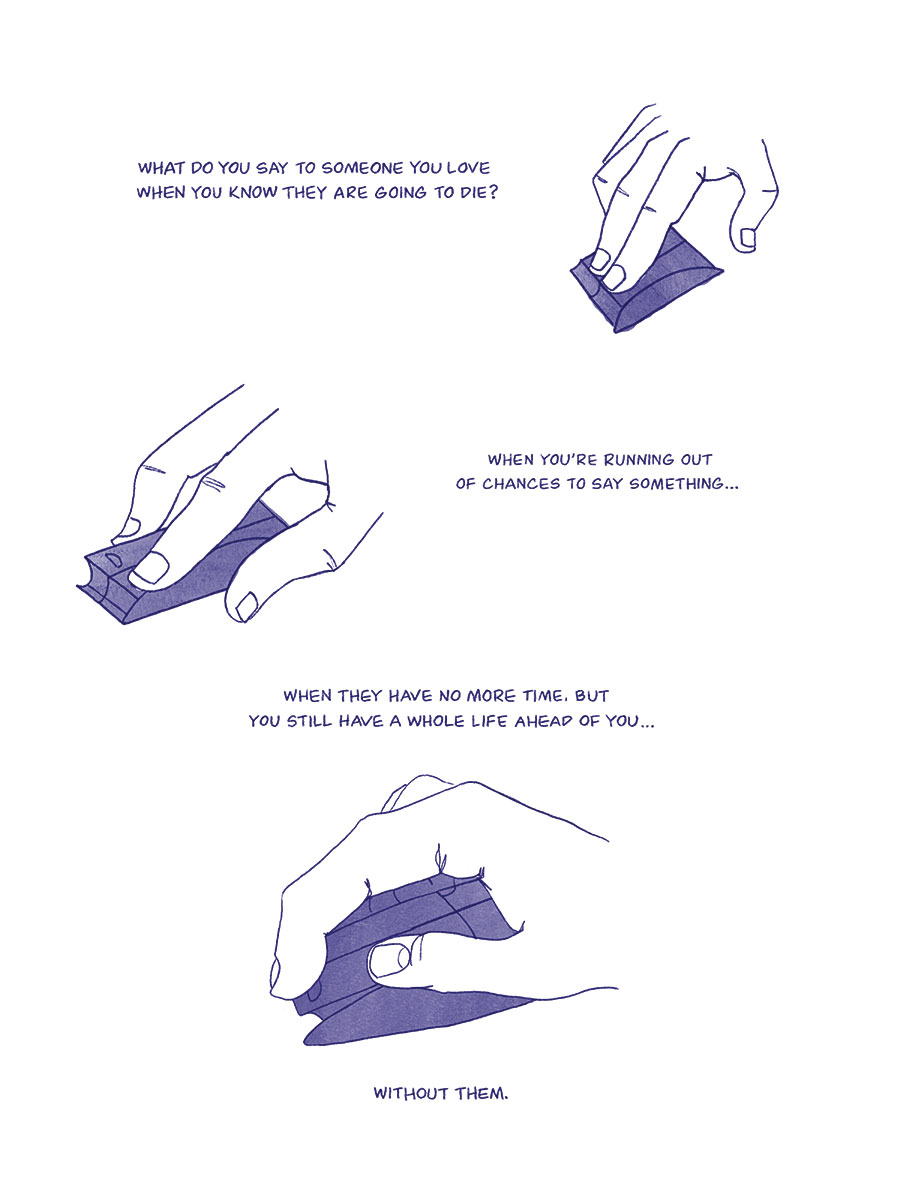 WHAT DO YOU SAY TO SOMEONE YOU LOVE
WHEN YOU KNOW THEY ARE GOING TO DIE?
WHEN YOU'RE RUNNING OUT
OF CHANCES TO SAY SOMETHING...
WHEN THEY HAVE NO MORE TIME, BUT
YOU STILL HAVE A WHOLE LIFE AHEAD OF YOU...
WITHOUT THEM.